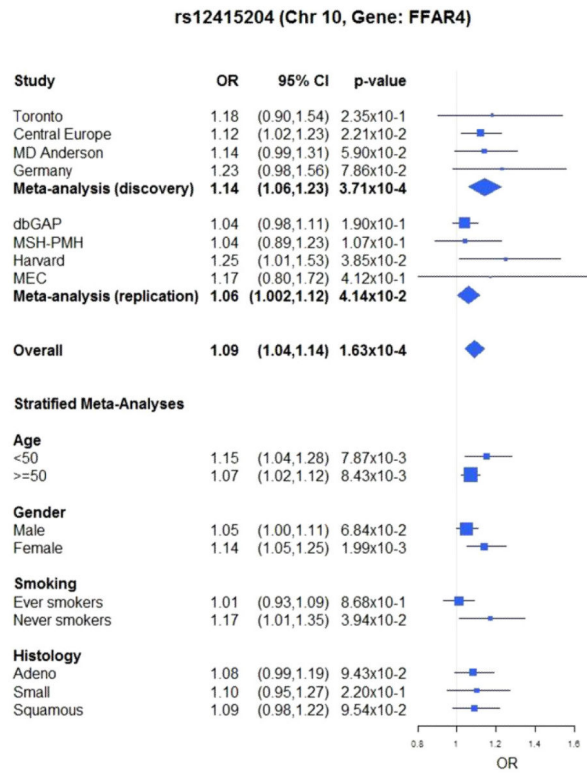 rs12415204 (Chr 10, Gene: FFAR4)
Study OR 95% CI p-value
Toronto 1.18 (0.90,1.54) 2.35x10-1
Central Europe 1.12 (1.02,1.23) 2.21x10-2
MD Anderson 1.14 (0.99,1.31) 5.90x10-2
Germany 1.23 (0.98,1.56) 7.86x10-2
Meta-analysis (discovery) 1.14 (1.06,1.23) 3.71x10-4
dbGAP 1.04 (0.98,1.11) 1.90x10-1
MSH-PMH 1.04 (0.89,1.23) 1.07x10-1
Harvard 1.25 (1.01,1.53) 3.85x10-2
MEC 1.17 (0.80,1.72) 4.12x10-1
Meta-analysis (replication) 1.06 (1.002,1.12) 4.14x10-2
Overall 1.09 (1.04,1.14) 1.63x10-4
Stratified Meta-Analyses
Age
<50 1.15 (1.04,1.28) 7.87x10-3
>=50 1.07 (1.02,1.12) 8.43x10-3
Gender
Male 1.05 (1.00,1.11) 6.84x10-2
Female 1.14 (1.05,1.25) 1.99x10-3
Smoking
Ever smokers 1.01 (0.93,1.09) 8.68x10-1
Never smokers 1.17 (1.01,1.35) 3.94x10-2
Histology
Adeno 1.08 (0.99,1.19) 9.43x10-2
Small 1.10 (0.95,1.27) 2.20x10-1
Squamous 1.09 (0.98,1.22) 9.54x10-2
0.8 1 1.2 1.4 1.6
OR